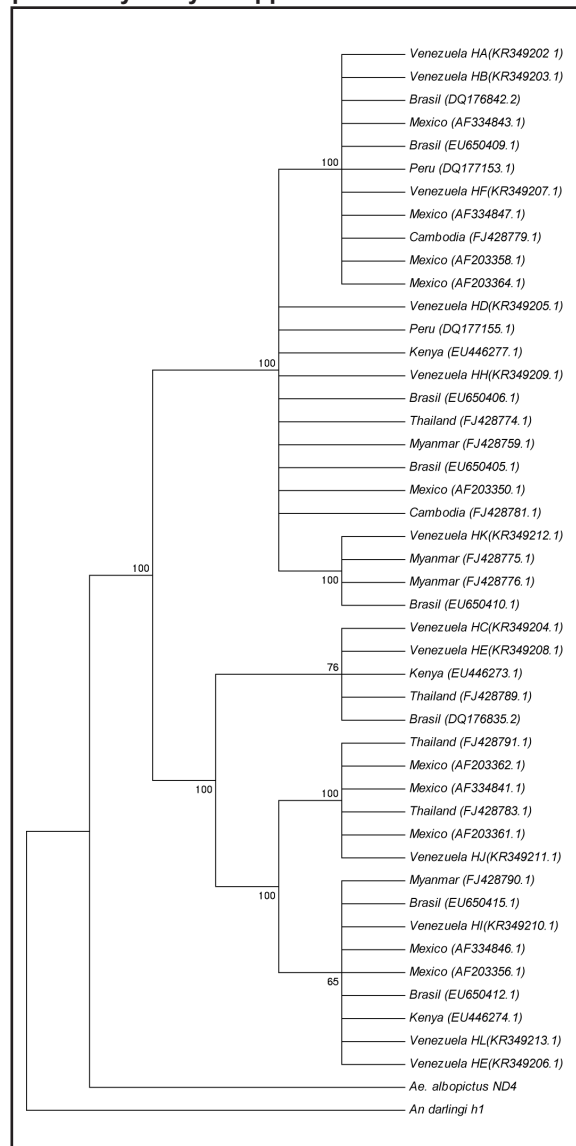 Venezuela HA(KR349202 1)
Venezuela HB(KR349203.1)
Brasil (DQ176842.2)
Mexico (AF334843.1)
Brasil (EU650409.1)
100
Peru (DQ177153.1)
Venezuela HF(KR349207.1)
Mexico (AF334847.1)
Cambodia (FJ428779.1)
Mexico (AF203358.1)
Mexico (AF203364.1)
Venezuela HD(KR349205.1)
Peru (DQ177155.1)
Kenya (EU446277.1)
100
Venezuela HH(KR349209.1)
Brasil (EU650406.1)
Thailand (FJ428774.1)
Myanmar (FJ428759.1)
Brasil (EU650405.1)
Mexico (AF203350.1)
Cambodia (FJ428781.1)
Venezuela HK(KR349212.1)
Myanmar (FJ428775.1)
100
100
Myanmar (FJ428776.1)
Brasil (EU650410.1)
Venezuela HC(KR349204.1)
Venezuela HE(KR349208.1)
76
Kenya (EU446273.1)
Thailand (FJ428789.1)
Brasil (DQ176835.2)
Thailand (FJ428791.1)
Mexico (AF203362.1)
100
Mexico (AF334841.1)
100
Thailand (FJ428783.1)
Mexico (AF203361.1)
Venezuela HJ(KR349211.1)
Myanmar (FJ428790.1)
100
Brasil (EU650415.1)
Venezuela HI(KR349210.1)
Mexico (AF334846.1)
Mexico (AF203356.1)
65
Brasil (EU650412.1)
Kenya (EU446274.1)
Venezuela HL(KR349213.1)
Venezuela HE(KR349206.1)
Ae. albopictus ND4
An darlingi h1